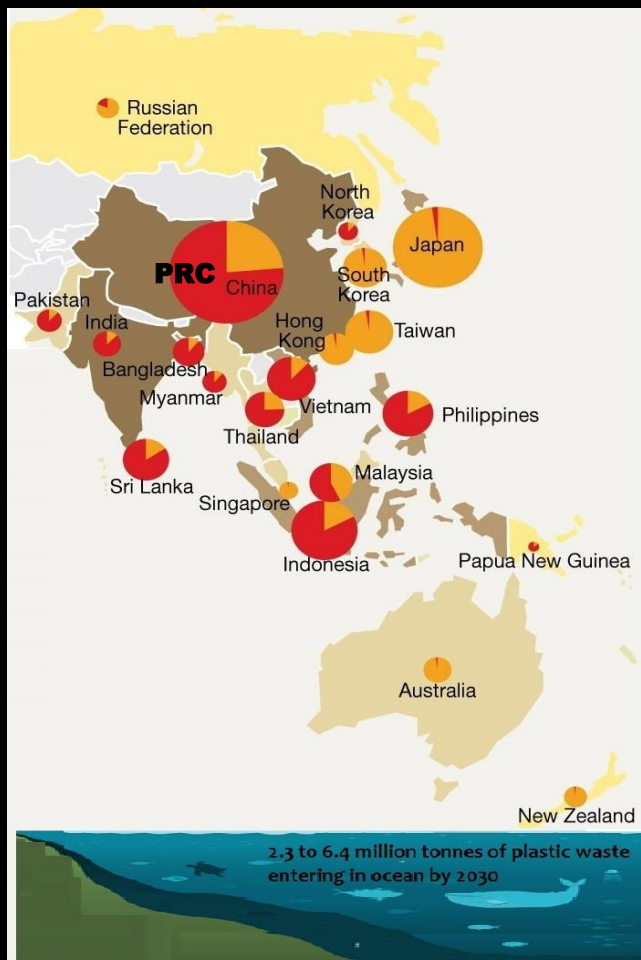 Russian
Federation
North
Korea
Japan
PRC
China
South
Korea
Pakistan
India
Hong
Kong
Taiwan
Bangladesh
Myanmar
Vietnam
Philippines
Thailand
Sri Lanka
Malaysia
Singapore
Indonesia
Papua New Guinea
Australia
New Zealand
2.3 to 6.4 million tonnes of plastic waste
entering in ocean by 2030